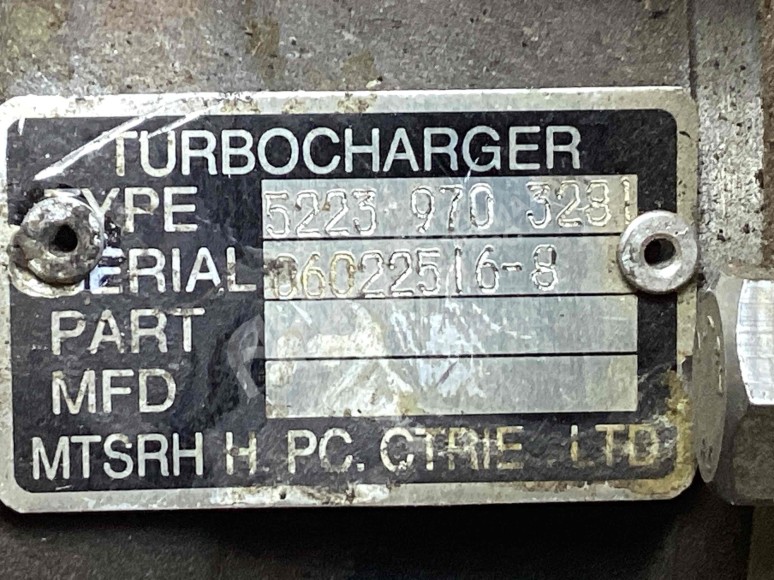 TURBOCHARGER
TYPE 5223 970 3231
SERIAL 06022516-8
PART
MFD
MTSRH H PC. CTRIE LTD